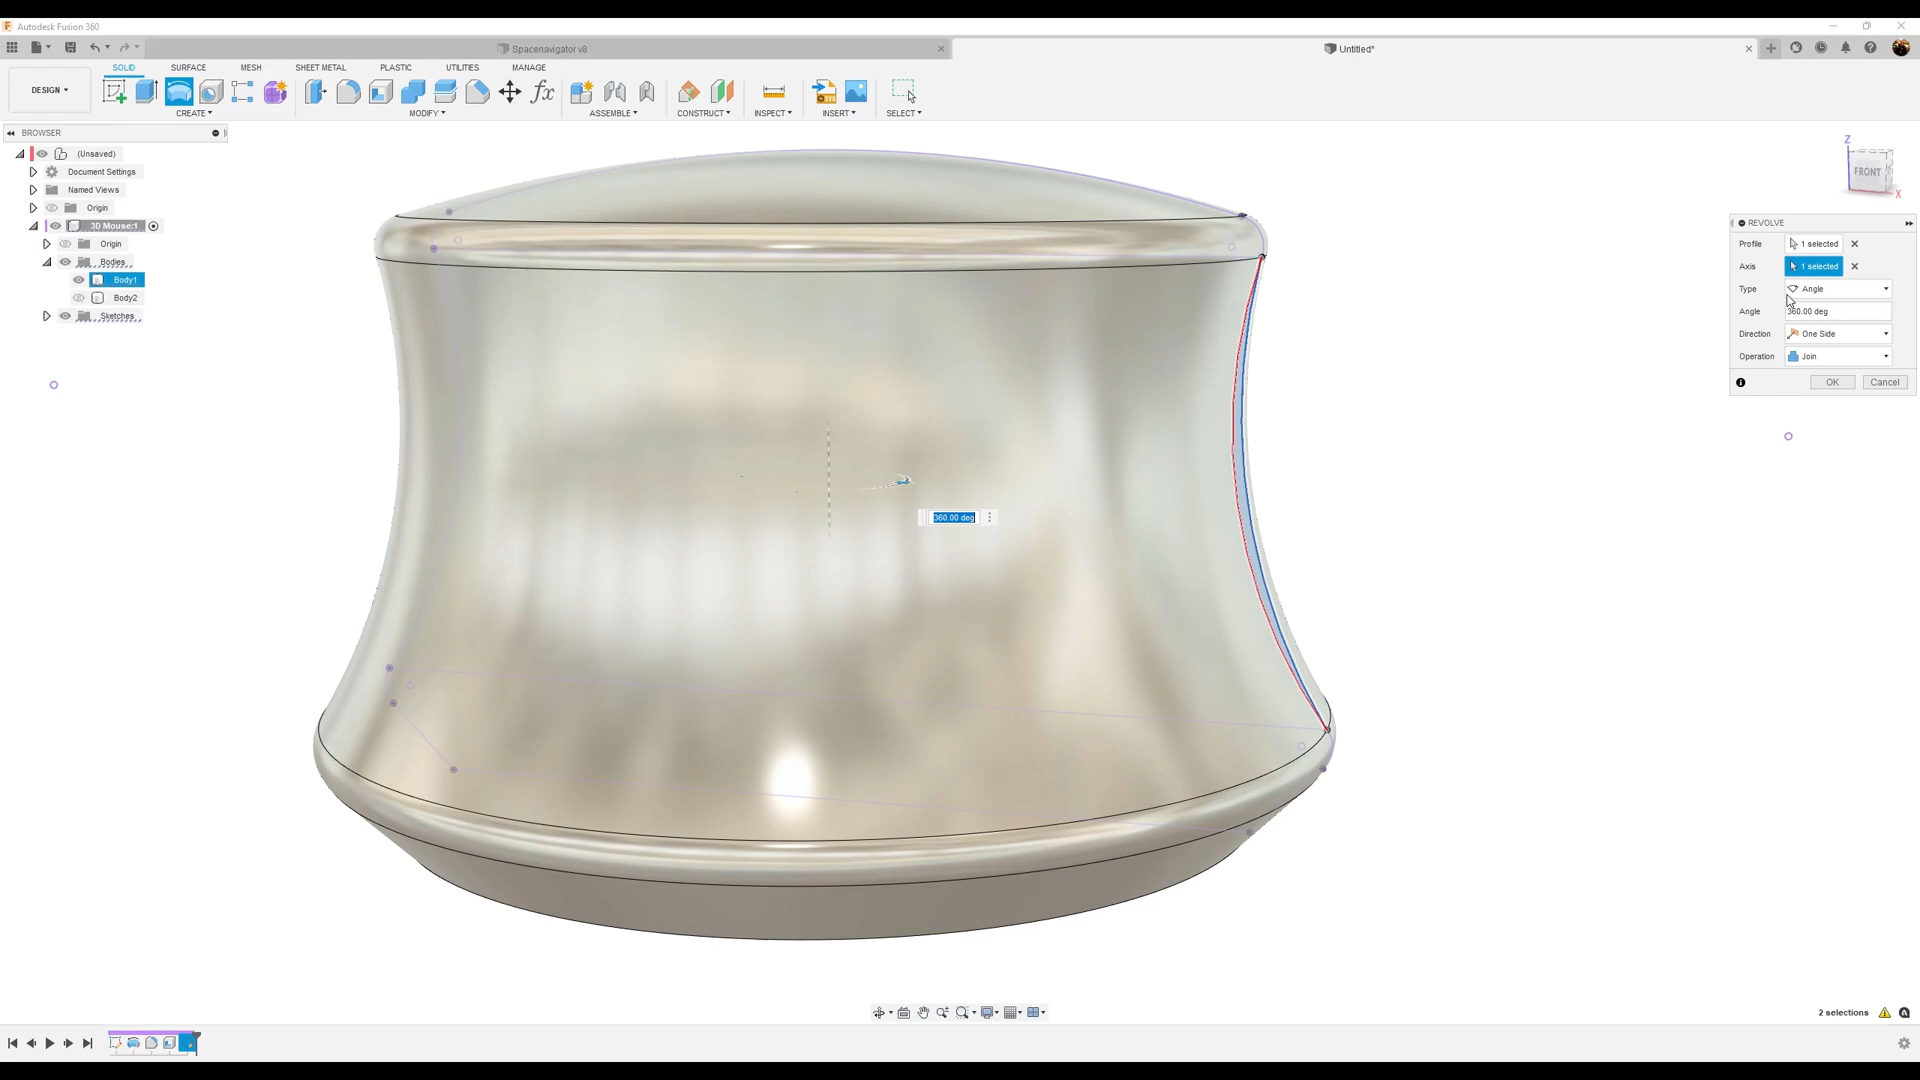 Autodesk Fusion 360
Spacenavigator v8
Untitled*
DESIGN
SOLID
SURFACE
MESH
SHEET METAL
PLASTIC
UTILITIES
MANAGE
CREATE
MODIFY
ASSEMBLE
CONSTRUCT
INSPECT
INSERT
SELECT
BROWSER
(Unsaved)
Document Settings
Named Views
Origin
3D Mouse:1
Origin
Bodies
Body1
Body2
Sketches
Z
FRONT
X
REVOLVE
Profile 1 selected
Axis 1 selected
Type Angle
Angle 360.00 deg
Direction One Side
Operation Join
OK Cancel
360.00 deg
2 selections